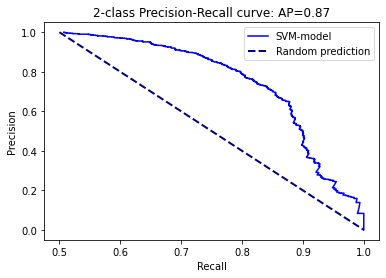 2-class Precision-Recall curve: AP=0.87
SVM-model
Random prediction
Precision
1.0
0.8
0.6
0.4
0.2
0.0
0.5 0.6 0.7 0.8 0.9 1.0
Recall